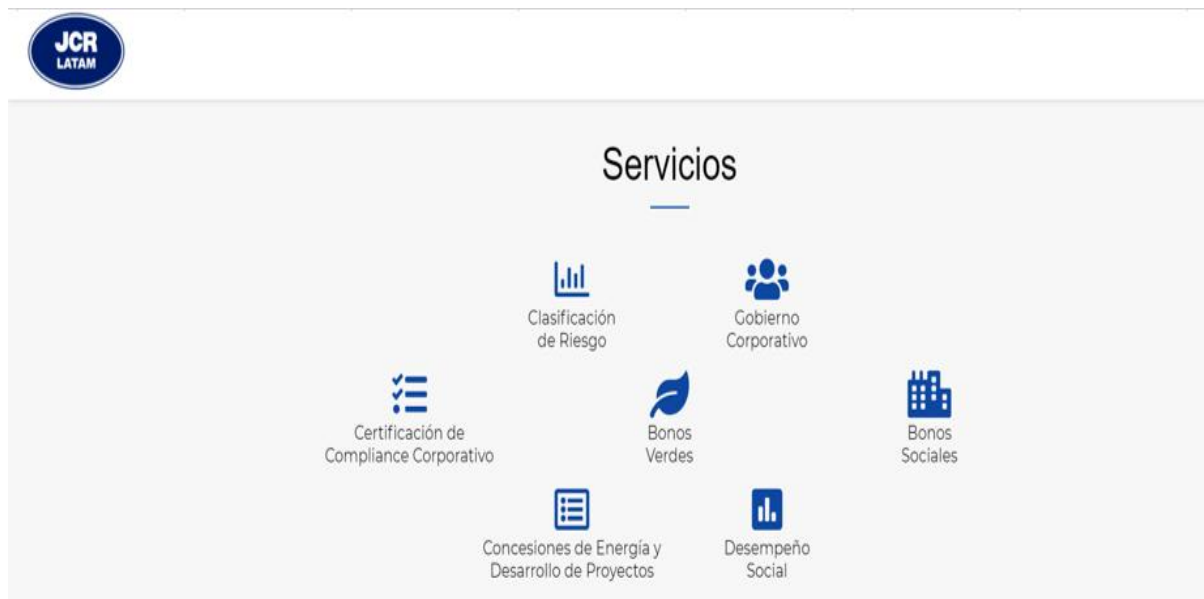 JCR
LATAM
Servicios
Clasificación
de Riesgo
Gobierno
Corporativo
Certificación de
Compliance Corporativo
Bonos
Verdes
Bonos
Sociales
Concesiones de Energía y
Desarrollo de Proyectos
Desempeño
Social